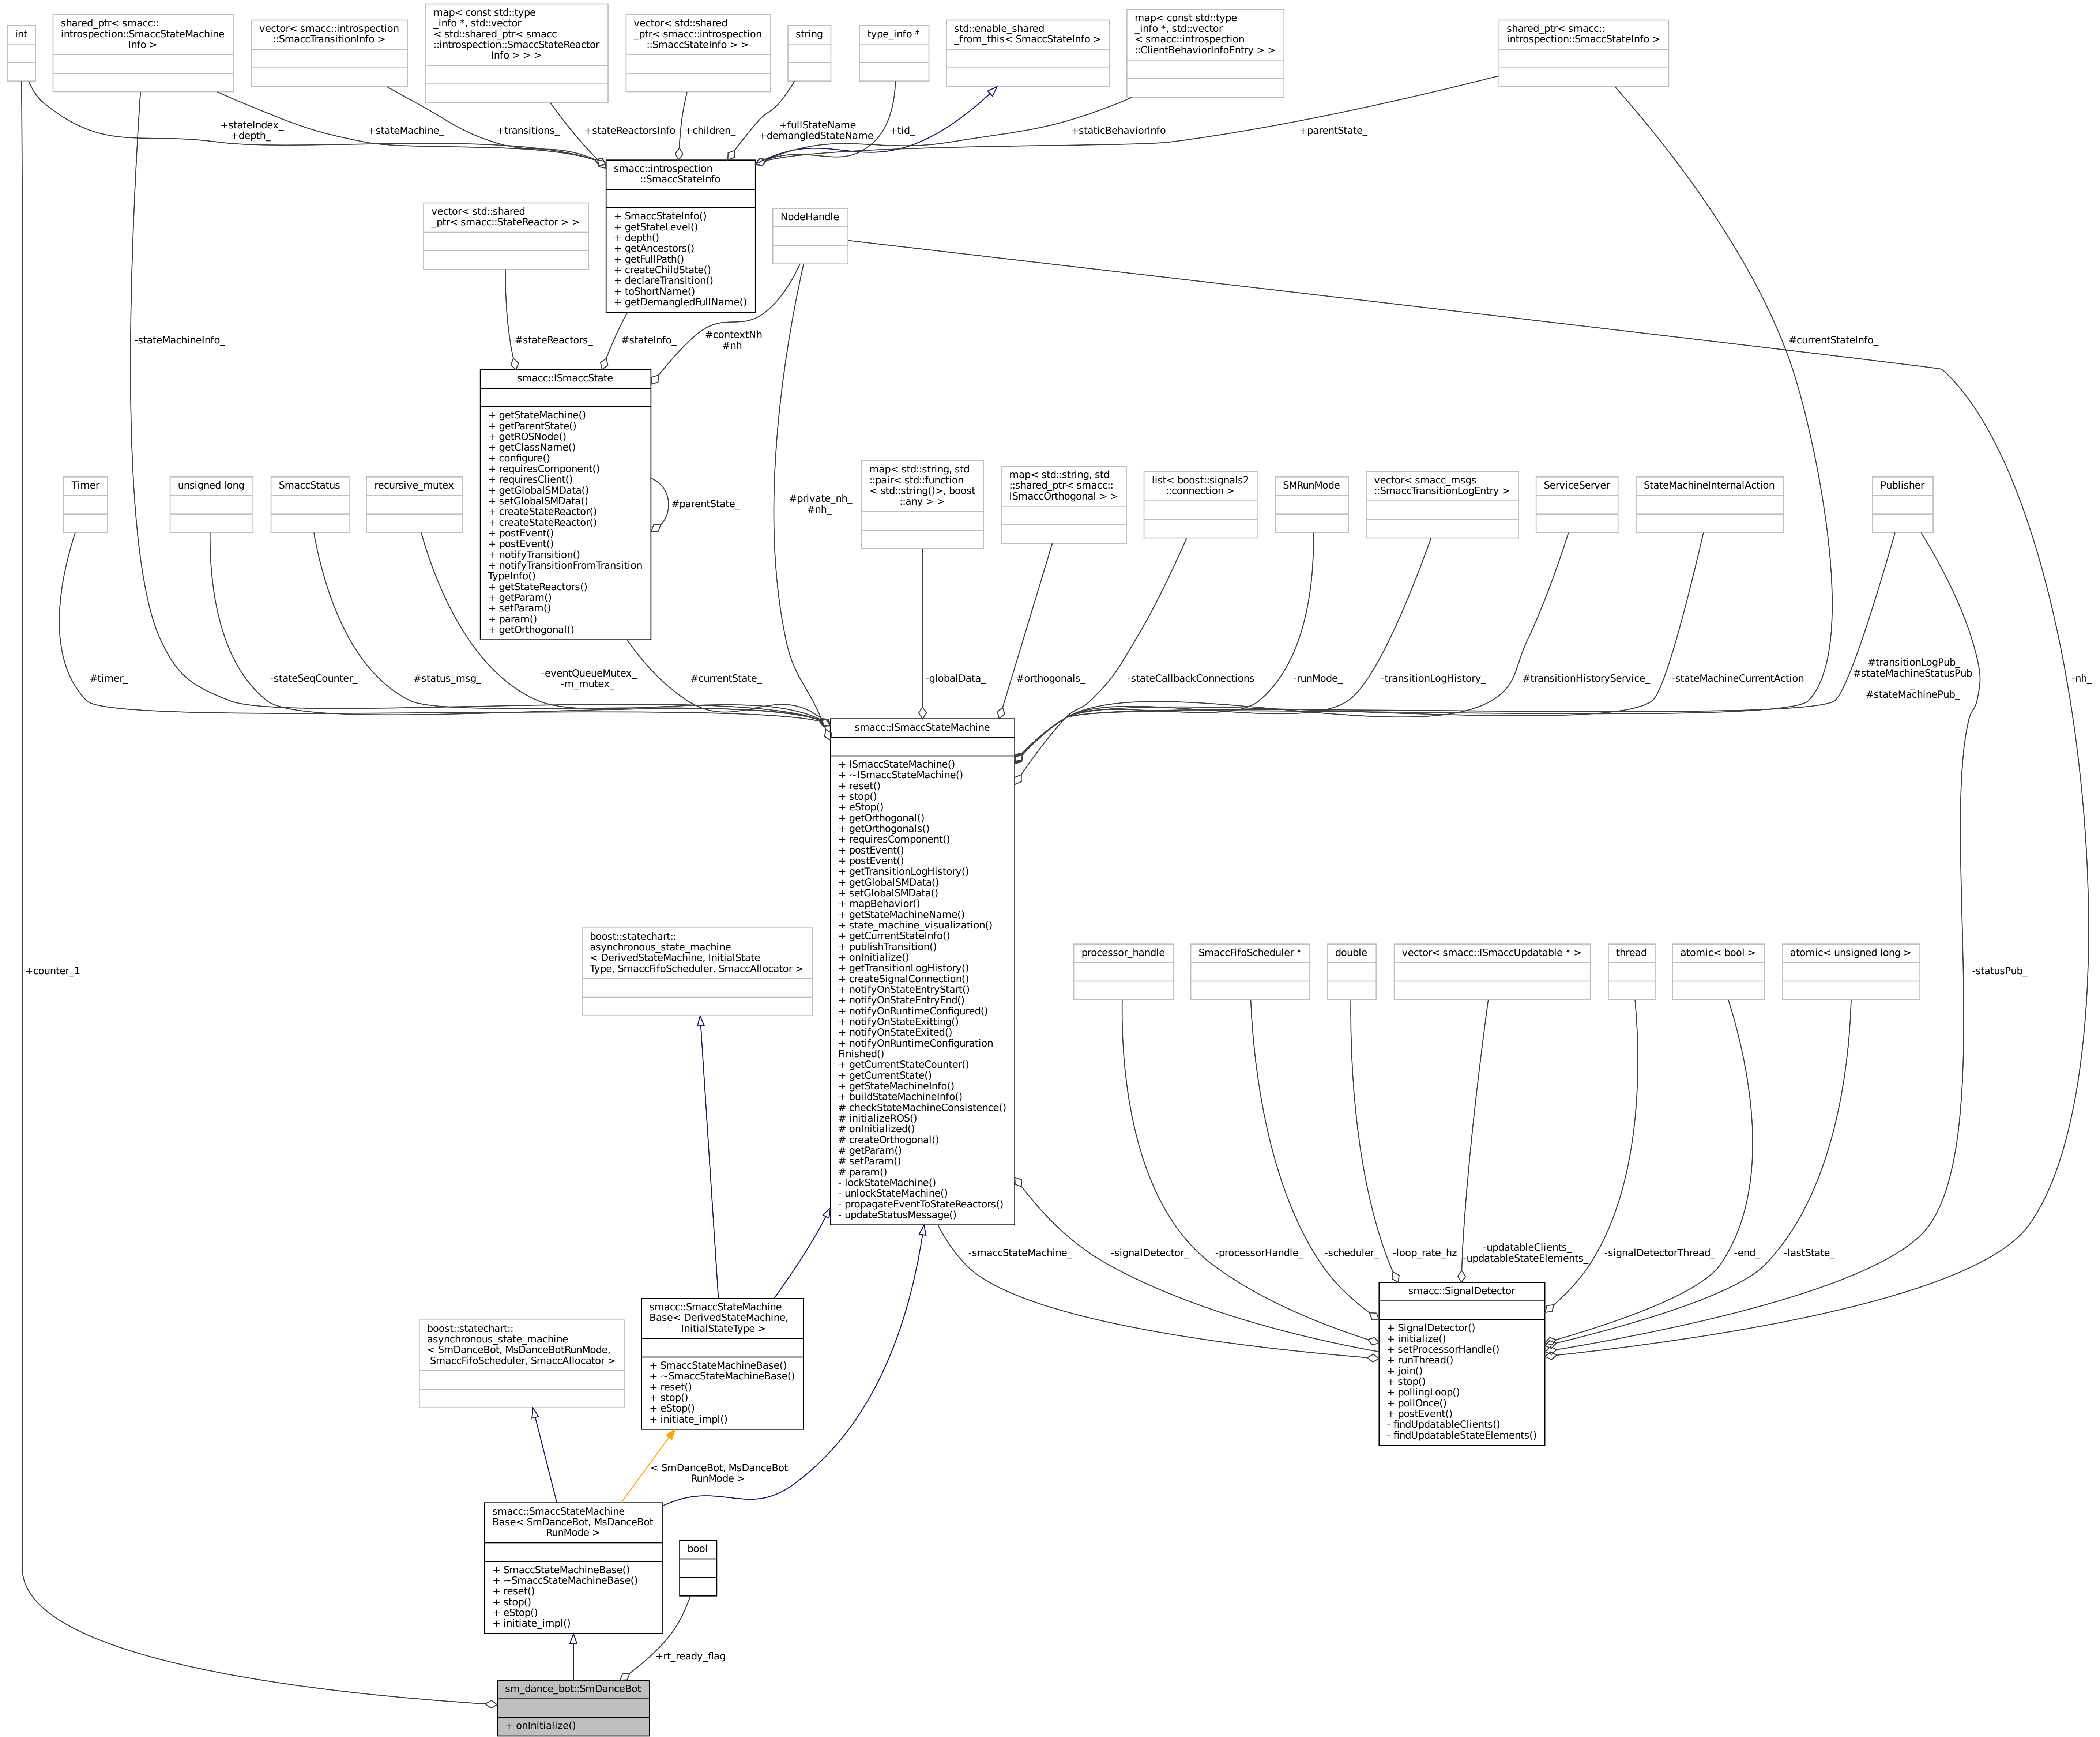 int
shared_ptr< smacc::
introspection::SmaccStateMachine
Info >
vector< smacc::introspection
::SmaccTransitionInfo >
map< const std::type
_info *, std::vector
< std::shared_ptr< smacc
::introspection::SmaccStateReactor
Info > > >
vector< std::shared
_ptr< smacc::introspection
::SmaccStateInfo > >
string
type_info *
std::enable_shared
_from_this< SmaccStateInfo >
map< const std::type
_info *, std::vector
< smacc::introspection
::ClientBehaviorInfoEntry > >
shared_ptr< smacc::
introspection::SmaccStateInfo >
+stateIndex_
+depth_
+stateMachine_
+transitions_
+stateReactorsInfo
+children_
+fullStateName
+demangledStateName
+tid_
+staticBehaviorInfo
+parentState_
smacc::introspection
::SmaccStateInfo
+ SmaccStateInfo()
+ getStateLevel()
+ depth()
+ getAncestors()
+ getFullPath()
+ createChildState()
+ declareTransition()
+ toShortName()
+ getDemangledFullName()
vector< std::shared
_ptr< smacc::StateReactor > >
NodeHandle
-stateMachineInfo_
#stateReactors_
#stateInfo_
#contextNh
#nh
#currentStateInfo_
smacc::ISmaccState
+ getStateMachine()
+ getParentState()
+ getROSNode()
+ getClassName()
+ configure()
+ requiresComponent()
+ requiresClient()
+ getGlobalSMData()
+ setGlobalSMData()
+ createStateReactor()
+ createStateReactor()
+ postEvent()
+ postEvent()
+ notifyTransition()
+ notifyTransitionFromTransition
TypeInfo()
+ getStateReactors()
+ getParam()
+ setParam()
+ param()
+ getOrthogonal()
#parentState_
#private_nh_
#nh_
Timer
unsigned long
SmaccStatus
recursive_mutex
map< std::string, std
::pair< std::function
< std::string()>, boost
::any > >
map< std::string, std
::shared_ptr< smacc::
ISmaccOrthogonal > >
list< boost::signals2
::connection >
SMRunMode
vector< smacc_msgs
::SmaccTransitionLogEntry >
ServiceServer
StateMachineInternalAction
Publisher
#timer_
-stateSeqCounter_
#status_msg_
-eventQueueMutex_
-m_mutex_
#currentState_
-globalData_
#orthogonals_
-stateCallbackConnections
-runMode_
-transitionLogHistory_
#transitionHistoryService_
-stateMachineCurrentAction
#transitionLogPub_
#stateMachineStatusPub
_
#stateMachinePub_
-nh_
smacc::ISmaccStateMachine
+ ISmaccStateMachine()
+ ~ISmaccStateMachine()
+ reset()
+ stop()
+ eStop()
+ getOrthogonal()
+ getOrthogonals()
+ requiresComponent()
+ postEvent()
+ postEvent()
+ getTransitionLogHistory()
+ getGlobalSMData()
+ setGlobalSMData()
+ mapBehavior()
+ getStateMachineName()
+ state_machine_visualization()
+ getCurrentStateInfo()
+ publishTransition()
+ onInitialize()
+ getTransitionLogHistory()
+ createSignalConnection()
+ notifyOnStateEntryStart()
+ notifyOnStateEntryEnd()
+ notifyOnRuntimeConfigured()
+ notifyOnStateExitting()
+ notifyOnStateExited()
+ notifyOnRuntimeConfiguration
Finished()
+ getCurrentStateCounter()
+ getCurrentState()
+ getStateMachineInfo()
+ buildStateMachineInfo()
# checkStateMachineConsistence()
# initializeROS()
# onInitialized()
# createOrthogonal()
# getParam()
# setParam()
# param()
- lockStateMachine()
- unlockStateMachine()
- propagateEventToStateReactors()
- updateStatusMessage()
boost::statechart::
asynchronous_state_machine
< DerivedStateMachine, InitialState
Type, SmaccFifoScheduler, SmaccAllocator >
processor_handle
SmaccFifoScheduler *
double
vector< smacc::ISmaccUpdatable * >
thread
atomic< bool >
atomic< unsigned long >
+counter_1
-statusPub_
-smaccStateMachine_
-signalDetector_
-processorHandle_
-scheduler_
-loop_rate_hz
-updatableClients_
-updatableStateElements_
-signalDetectorThread_
-end_
-lastState_
smacc::SignalDetector
+ SignalDetector()
+ initialize()
+ setProcessorHandle()
+ runThread()
+ join()
+ stop()
+ pollingLoop()
+ pollOnce()
+ postEvent()
- findUpdatableClients()
- findUpdatableStateElements()
smacc::SmaccStateMachine
Base< DerivedStateMachine,
InitialStateType >
+ SmaccStateMachineBase()
+ ~SmaccStateMachineBase()
+ reset()
+ stop()
+ eStop()
+ initiate_impl()
boost::statechart::
asynchronous_state_machine
< SmDanceBot, MsDanceBotRunMode,
SmaccFifoScheduler, SmaccAllocator >
< SmDanceBot, MsDanceBot
RunMode >
smacc::SmaccStateMachine
Base< SmDanceBot, MsDanceBot
RunMode >
+ SmaccStateMachineBase()
+ ~SmaccStateMachineBase()
+ reset()
+ stop()
+ eStop()
+ initiate_impl()
bool
+rt_ready_flag
sm_dance_bot::SmDanceBot
+ onInitialize()